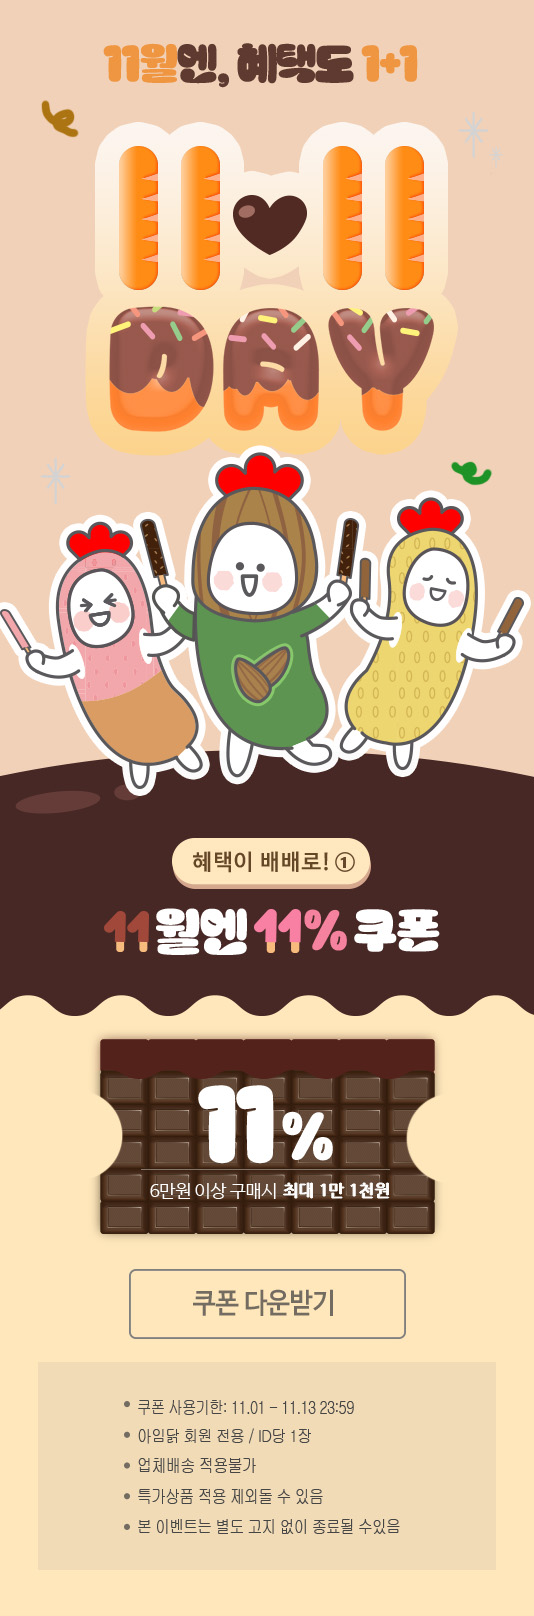 11월엔, 혜택도 1+1
11 11
DAY
혜택이 배배로! ①
11월엔 11% 쿠폰
11%
6만원 이상 구매시 최대 1만 1천원
쿠폰 다운받기
• 쿠폰 사용기한: 11.01 - 11.13 23:59
• 아임닭 회원 전용 / ID당 1장
• 업체배송 적용불가
• 특가상품 적용 제외될 수 있음
• 본 이벤트는 별도 고지 없이 종료될 수있음